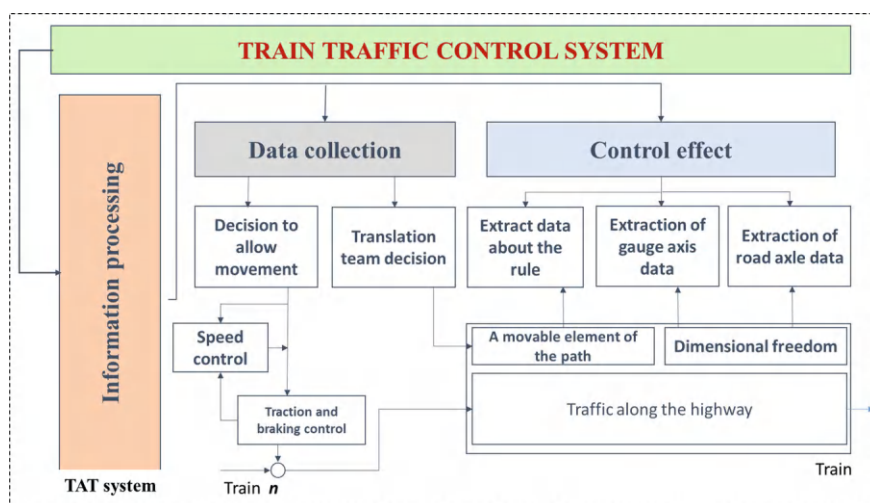 TRAIN TRAFFIC CONTROL SYSTEM
Information processing
TAT system
Data collection
Control effect
Decision to
allow
movement
Translation
team decision
Extract data
about the
rule
Extraction of
gauge axis
data
Extraction of
road axle data
Speed
control
A movable element of
the path
Dimensional freedom
Traction and
braking control
Traffic along the highway
Train n
Train